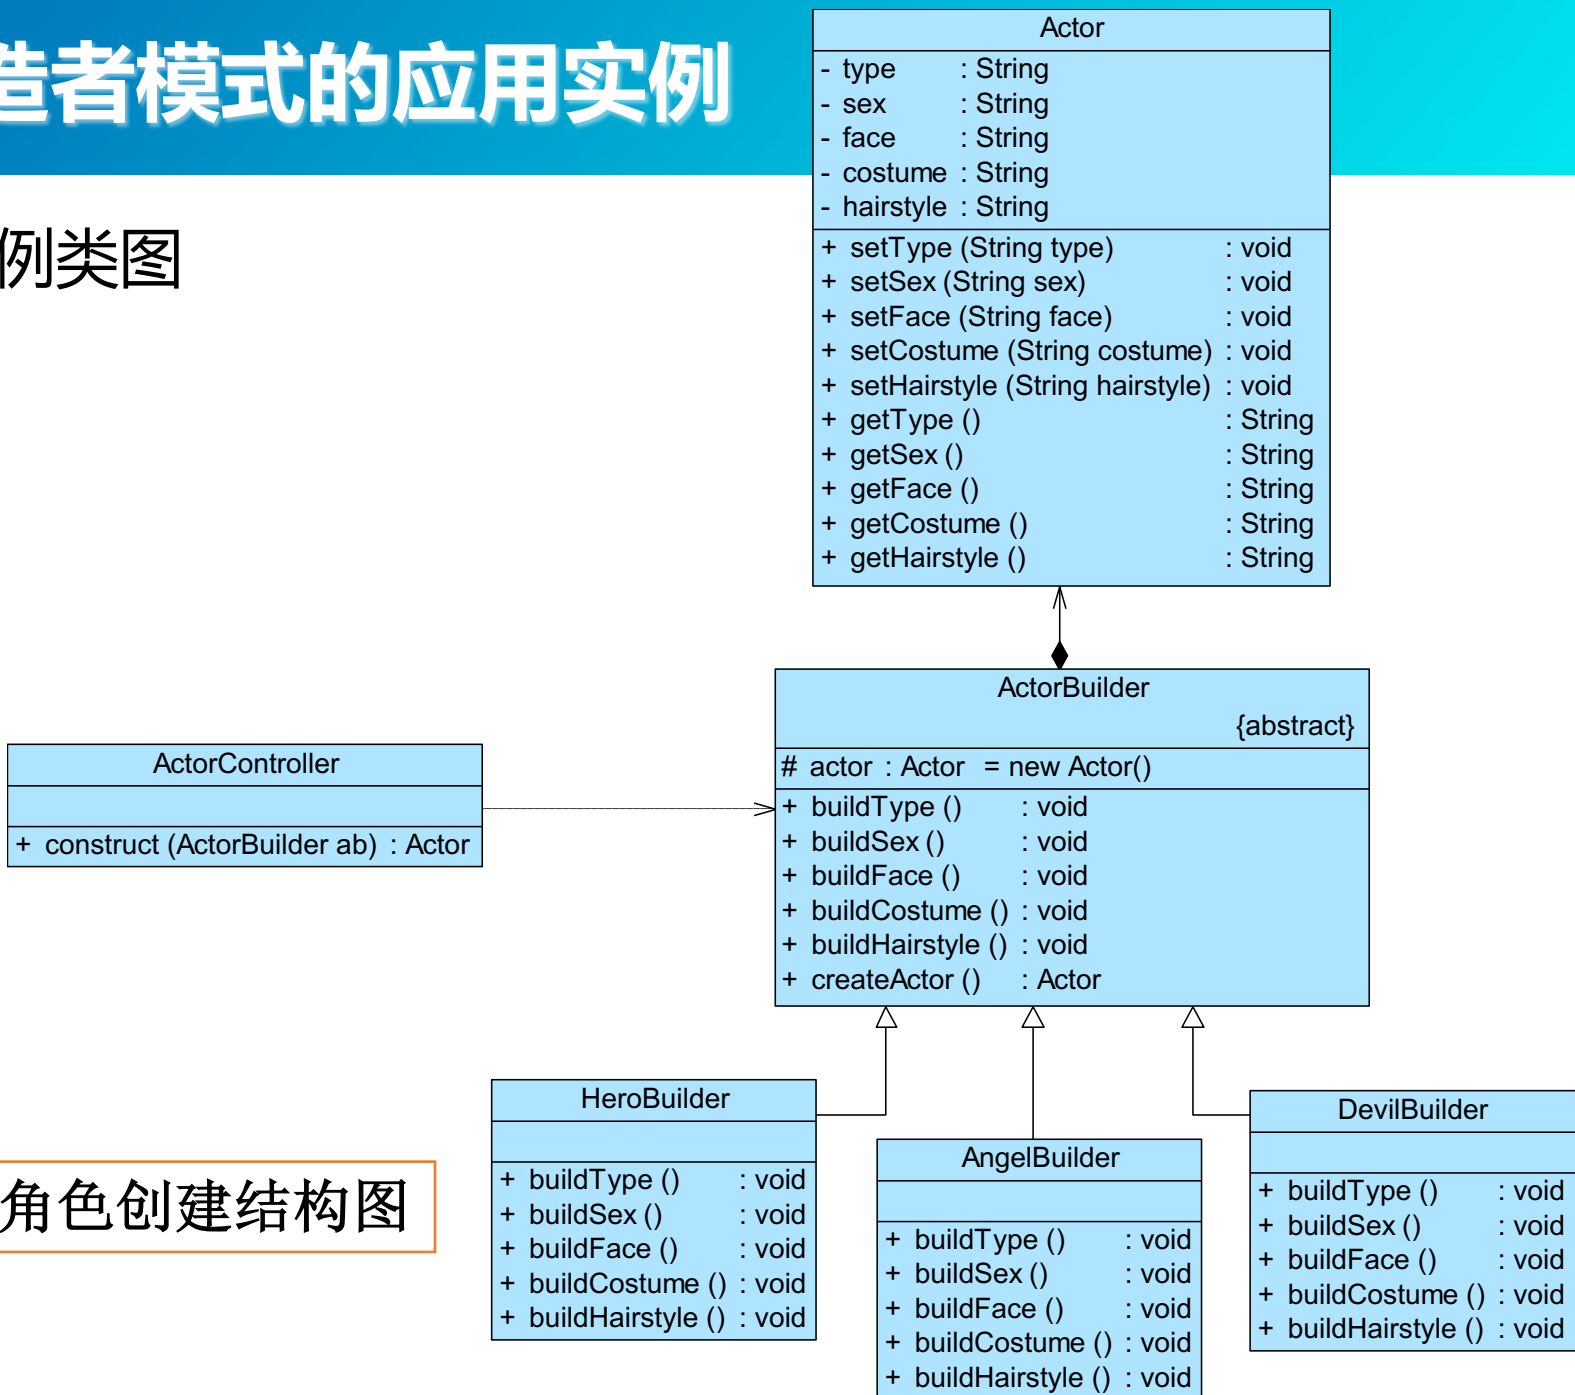 造者模式的应用实例
例类图
Actor
- type : String
- sex : String
- face : String
- costume : String
- hairstyle : String
+ setType (String type) : void
+ setSex (String sex) : void
+ setFace (String face) : void
+ setCostume (String costume) : void
+ setHairstyle (String hairstyle) : void
+ getType () : String
+ getSex () : String
+ getFace () : String
+ getCostume () : String
+ getHairstyle () : String
ActorBuilder
{abstract}
# actor : Actor = new Actor()
+ buildType () : void
+ buildSex () : void
+ buildFace () : void
+ buildCostume () : void
+ buildHairstyle () : void
+ createActor () : Actor
ActorController
+ construct (ActorBuilder ab) : Actor
HeroBuilder
+ buildType () : void
+ buildSex () : void
+ buildFace () : void
+ buildCostume () : void
+ buildHairstyle () : void
AngelBuilder
+ buildType () : void
+ buildSex () : void
+ buildFace () : void
+ buildCostume () : void
+ buildHairstyle () : void
DevilBuilder
+ buildType () : void
+ buildSex () : void
+ buildFace () : void
+ buildCostume () : void
+ buildHairstyle () : void
角色创建结构图